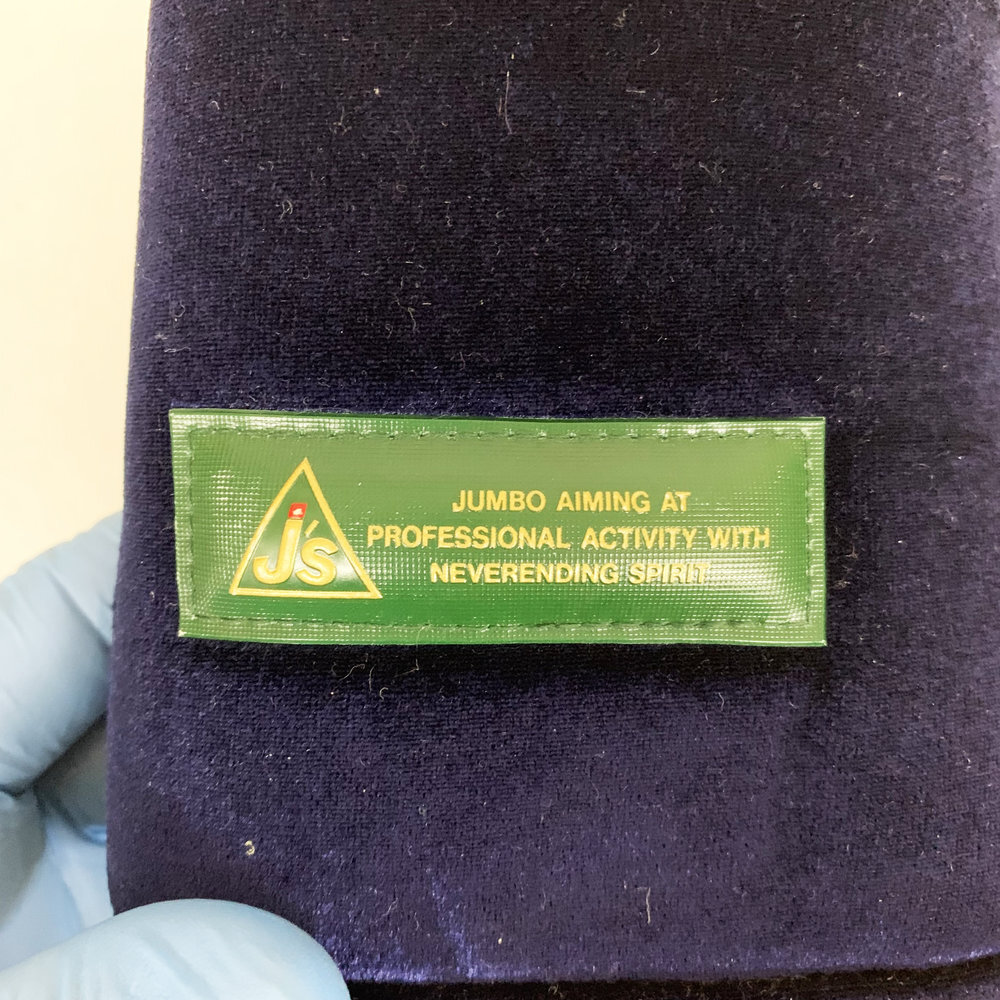 J's
JUMBO AIMING AT
PROFESSIONAL ACTIVITY WITH
NEVERENDING SPIRIT